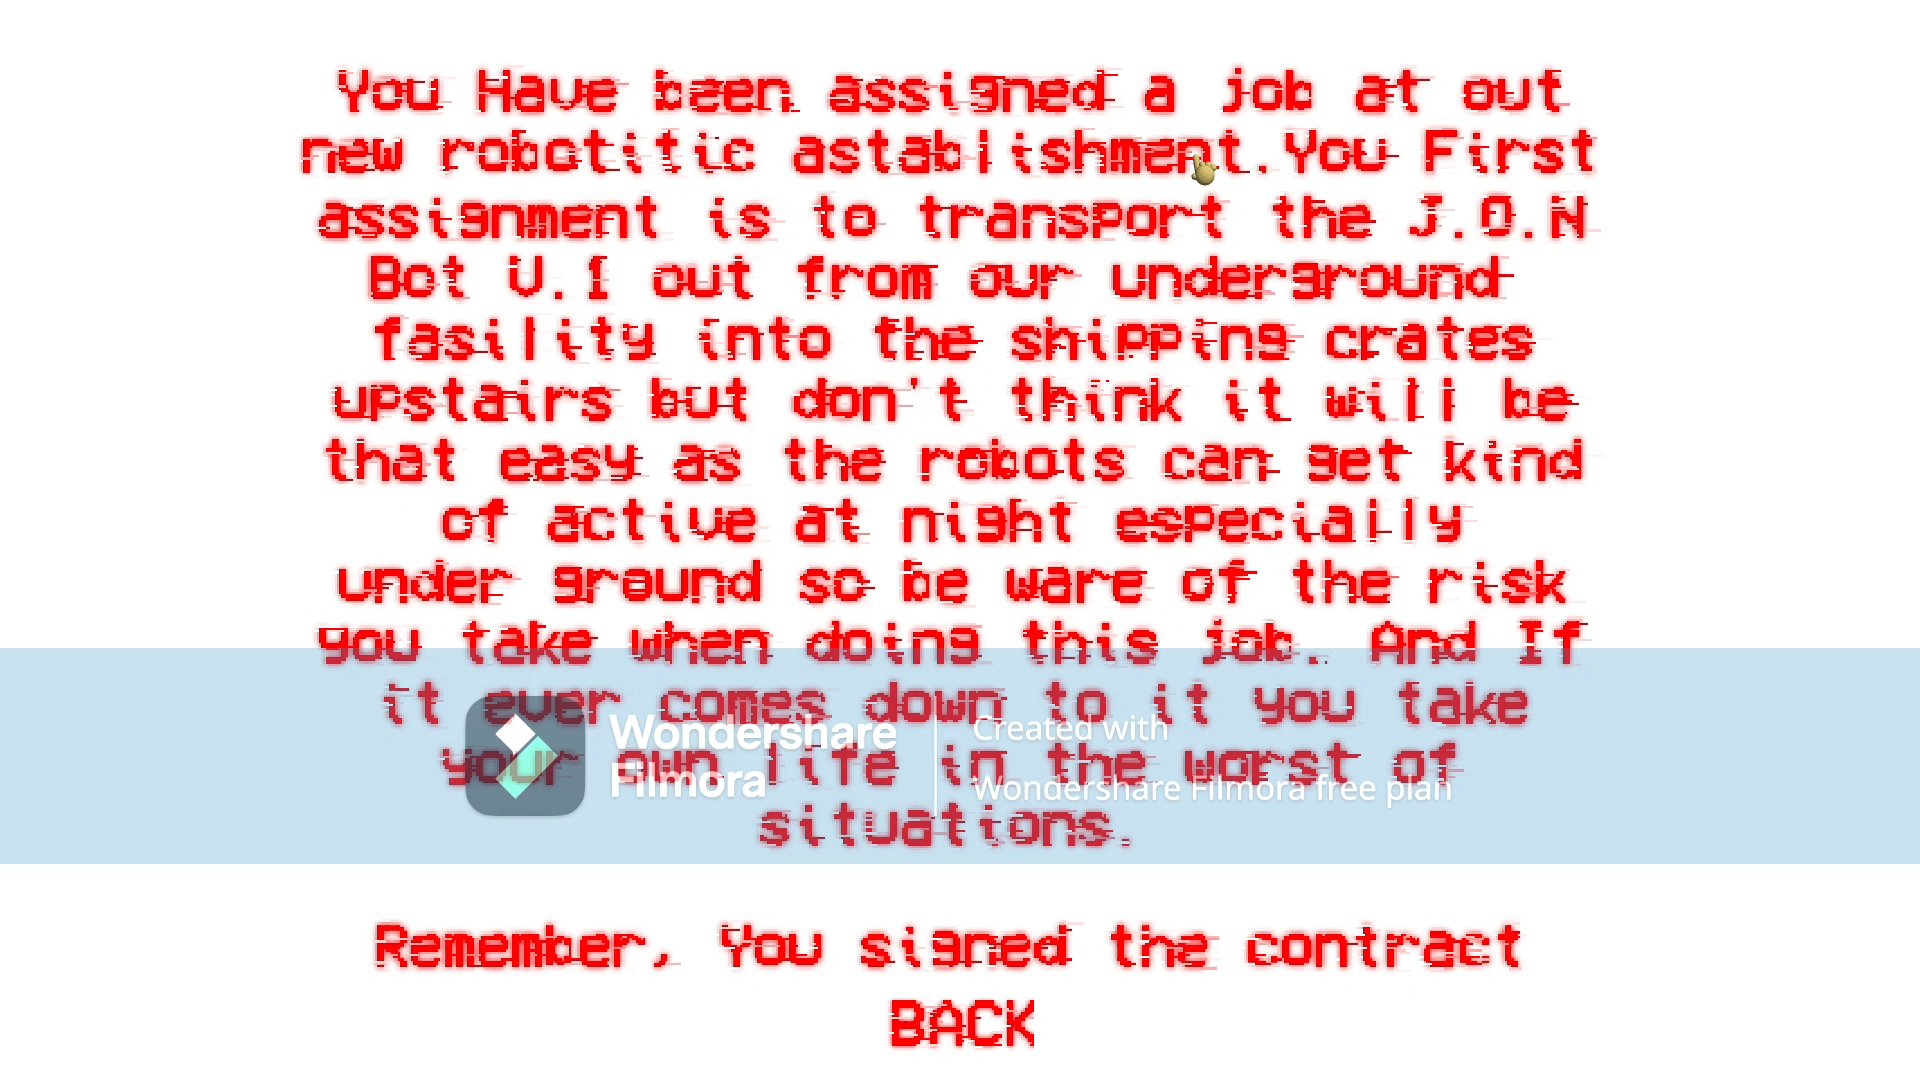 You Have been assigned a job at out
new robotitic astablishment.You First
assignment is to transport the J.O.N
Bot V.1 out from our underground
fasility into the shipping crates
upstairs but don't think it will be
that easy as the robots can get kind
of active at night especially
under ground so be ware of the risk
you take when doing this job. And If
it ever comes down to it you take
your own life in the worst of
situations.
Wondershare
Filmora
Created with
Wondershare Filmora free plan
Remember, You signed the contract
BACK